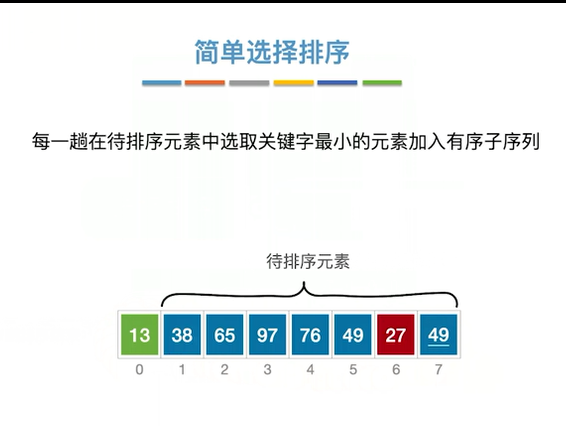 简单选择排序
每一趟在待排序元素中选取关键字最小的元素加入有序子序列
待排序元素
13 38 65 97 76 49 27 49
0 1 2 3 4 5 6 7